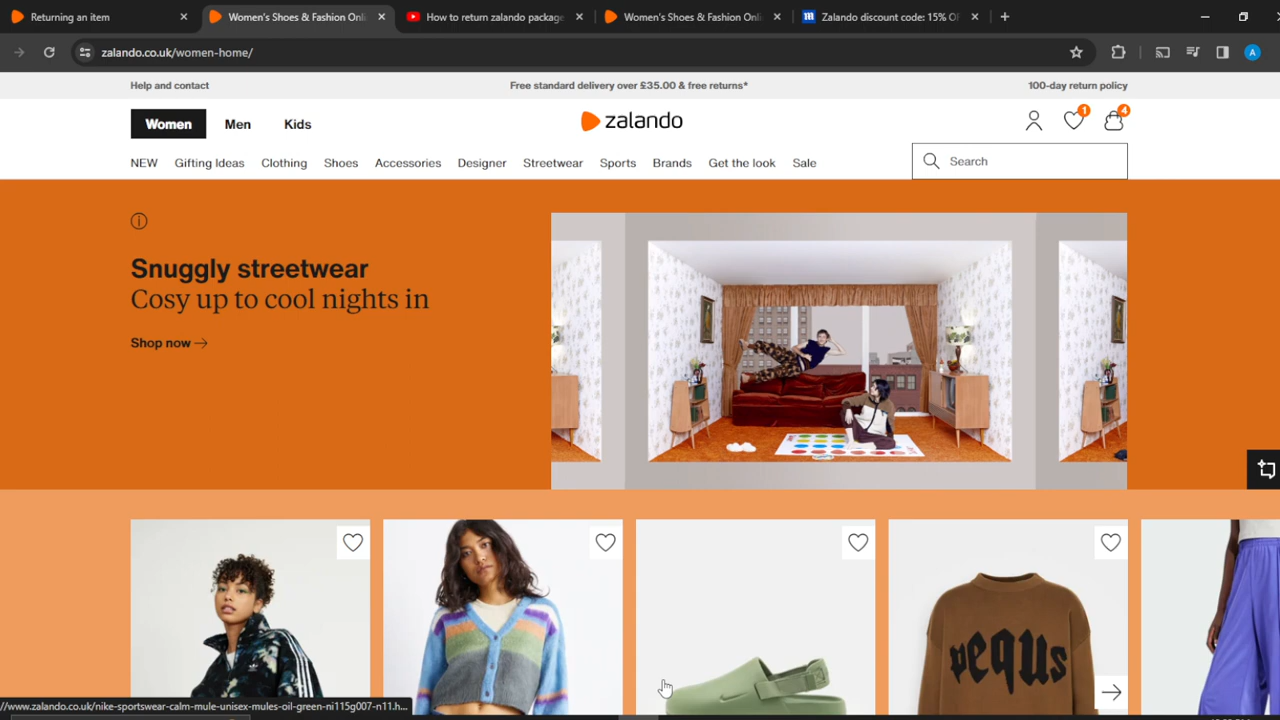 Returning an item
Women's Shoes & Fashion Onli
How to return zalando package
Women's Shoes & Fashion Onli
Zalando discount code: 15% Of
zalando.co.uk/women-home/
A
Help and contact
Free standard delivery over £35.00 & free returns*
100-day return policy
Women
Men
Kids
zalando
1
4
NEW
Gifting Ideas
Clothing
Shoes
Accessories
Designer
Streetwear
Sports
Brands
Get the look
Sale
Search
Snuggly streetwear
Cosy up to cool nights in
Shop now
pequs
//www.zalando.co.uk/nike-sportswear-calm-mule-unisex-mules-oil-green-ni115g007-n11.h...